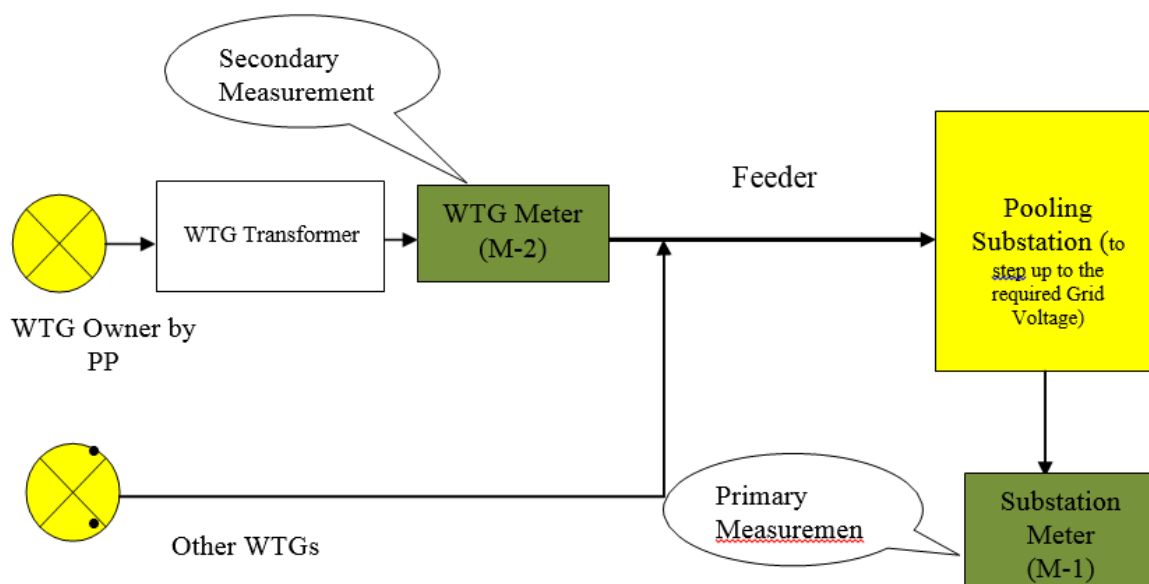 Secondary
Measurement
Feeder
WTG Transformer
WTG Meter
(M-2)
Pooling
Substation (to
step up to the
required Grid
Voltage)
WTG Owner by
PP
Primary
Measuremen
Substation
Meter
(M-1)
Other WTGs